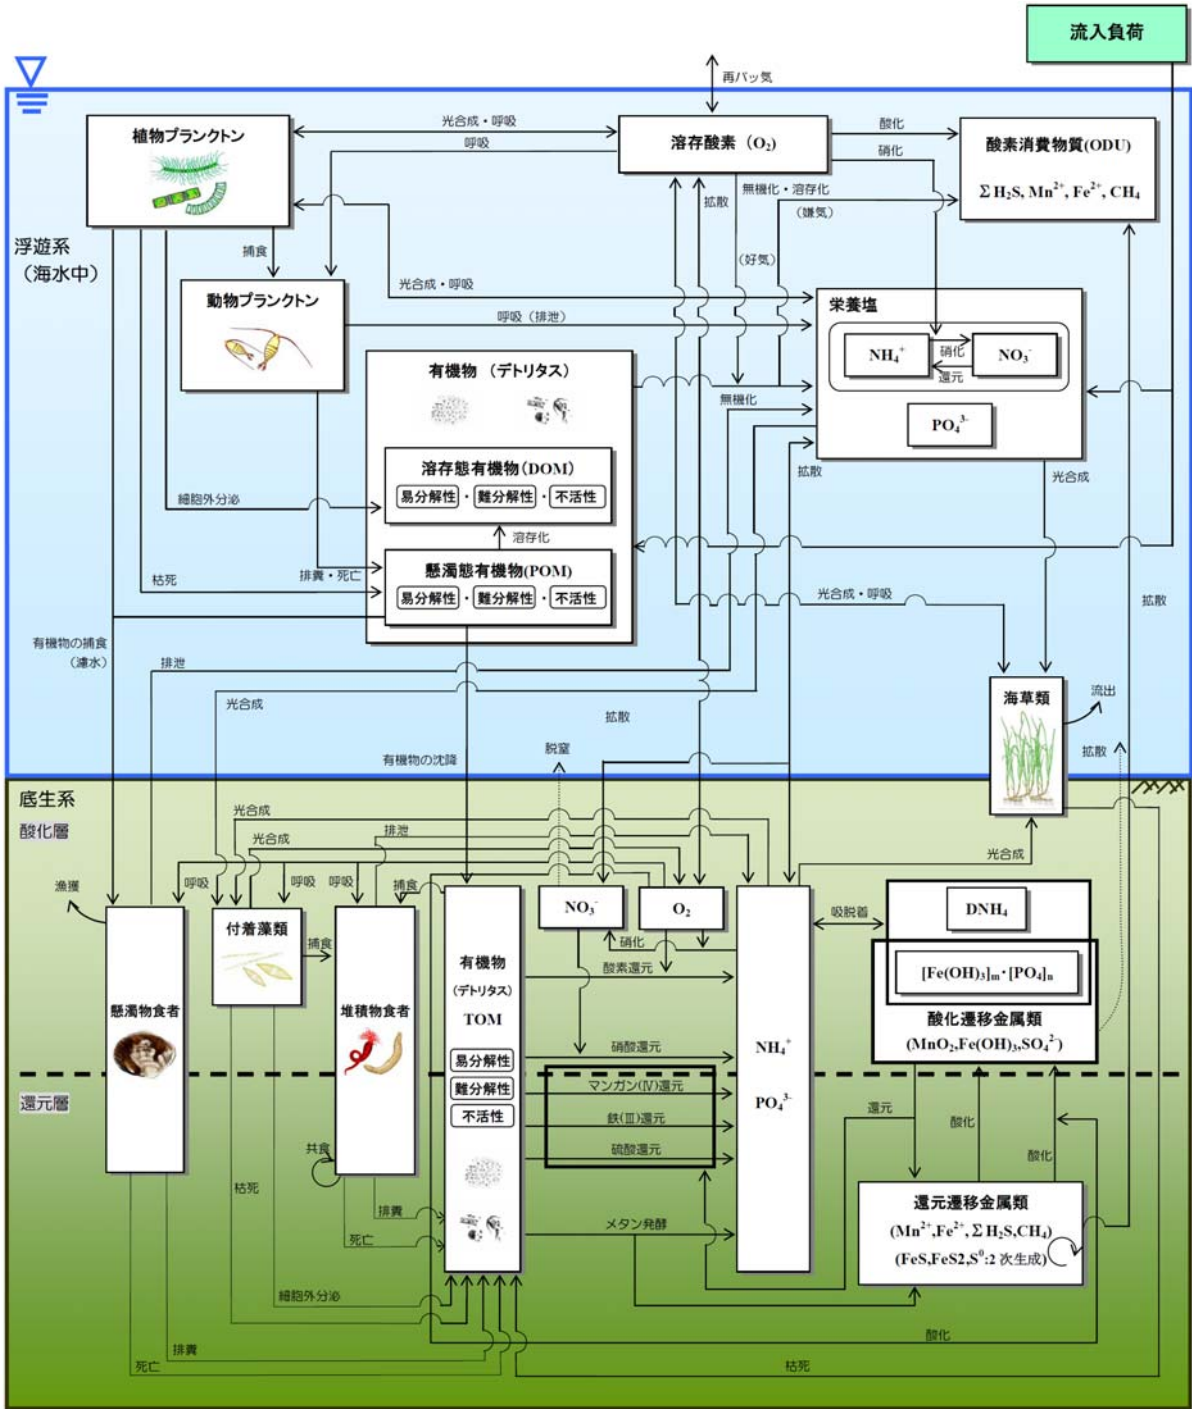 流入負荷
再バッ気
植物プランクトン
光合成・呼吸
呼吸
溶存酸素（O₂）
酸化
硝化
酸素消費物質(ODU)
ΣH₂S, Mn²⁺, Fe²⁺, CH₄
無機化・溶存化
（嫌気）
拡散
浮遊系
（海水中）
捕食
（好気）
動物プランクトン
光合成・呼吸
呼吸（排泄）
栄養塩
NH₄⁺
硝化
還元
NO₃⁻
PO₄³⁻
有機物（デトリタス）
無機化
拡散
光合成
溶存態有機物(DOM)
易分解性・難分解性・不活性
細胞外分泌
溶存化
懸濁態有機物(POM)
易分解性・難分解性・不活性
排糞・死亡
枯死
光合成・呼吸
拡散
有機物の捕食
（濾水）
排泄
光合成
拡散
海草類
流出
拡散
有機物の沈降
脱窒
底生系
酸化層
光合成
光合成
排泄
光合成
漁獲
呼吸
呼吸
呼吸
捕食
NO₃⁻
O₂
吸脱着
DNH₄
付着藻類
捕食
硝化
有機物
(デトリタス)
TOM
酸素還元
[Fe(OH)₃]m・[PO₄]n
懸濁物食者
堆積物食者
酸化遷移金属類
(MnO₂,Fe(OH)₃,SO₄²⁻)
易分解性
難分解性
不活性
硝酸還元
NH₄⁺
PO₄³⁻
還元層
マンガン(Ⅳ)還元
鉄(Ⅲ)還元
硫酸還元
還元
酸化
酸化
共食
枯死
排糞
死亡
メタン発酵
還元遷移金属類
(Mn²⁺,Fe²⁺,ΣH₂S,CH₄)
(FeS,FeS2,S⁰:2次生成)
細胞外分泌
酸化
排糞
死亡
枯死